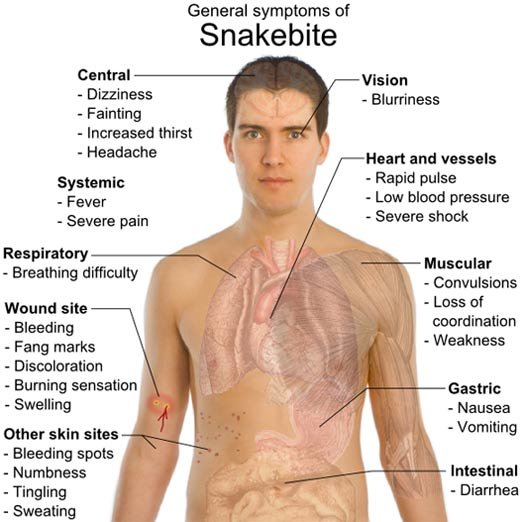 General symptoms of
Snakebite
Central
- Dizziness
- Fainting
- Increased thirst
- Headache
Vision
- Blurriness
Systemic
- Fever
- Severe pain
Heart and vessels
- Rapid pulse
- Low blood pressure
- Severe shock
Respiratory
- Breathing difficulty
Muscular
- Convulsions
- Loss of
coordination
- Weakness
Wound site
- Bleeding
- Fang marks
- Discoloration
- Burning sensation
- Swelling
Gastric
- Nausea
- Vomiting
Other skin sites
- Bleeding spots
- Numbness
- Tingling
- Sweating
Intestinal
- Diarrhea